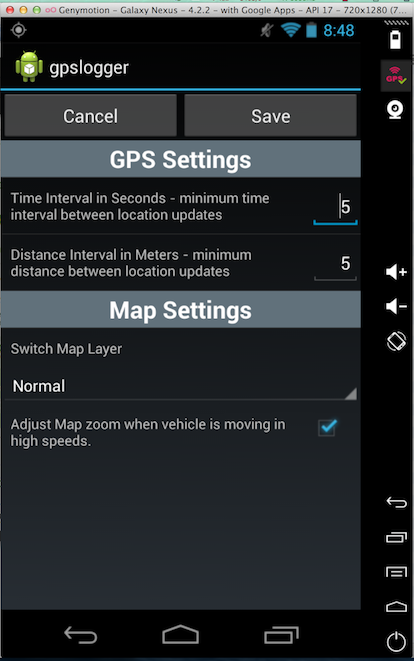 Genymotion - Galaxy Nexus - 4.2.2 - with Google Apps - API 17 - 720x1280 (7...
8:48
gpslogger
GPS
Cancel
Save
GPS Settings
Time Interval in Seconds - minimum time
interval between location updates
5
Distance Interval in Meters - minimum
distance between location updates
5
Map Settings
Switch Map Layer
Normal
Adjust Map zoom when vehicle is moving in
high speeds.